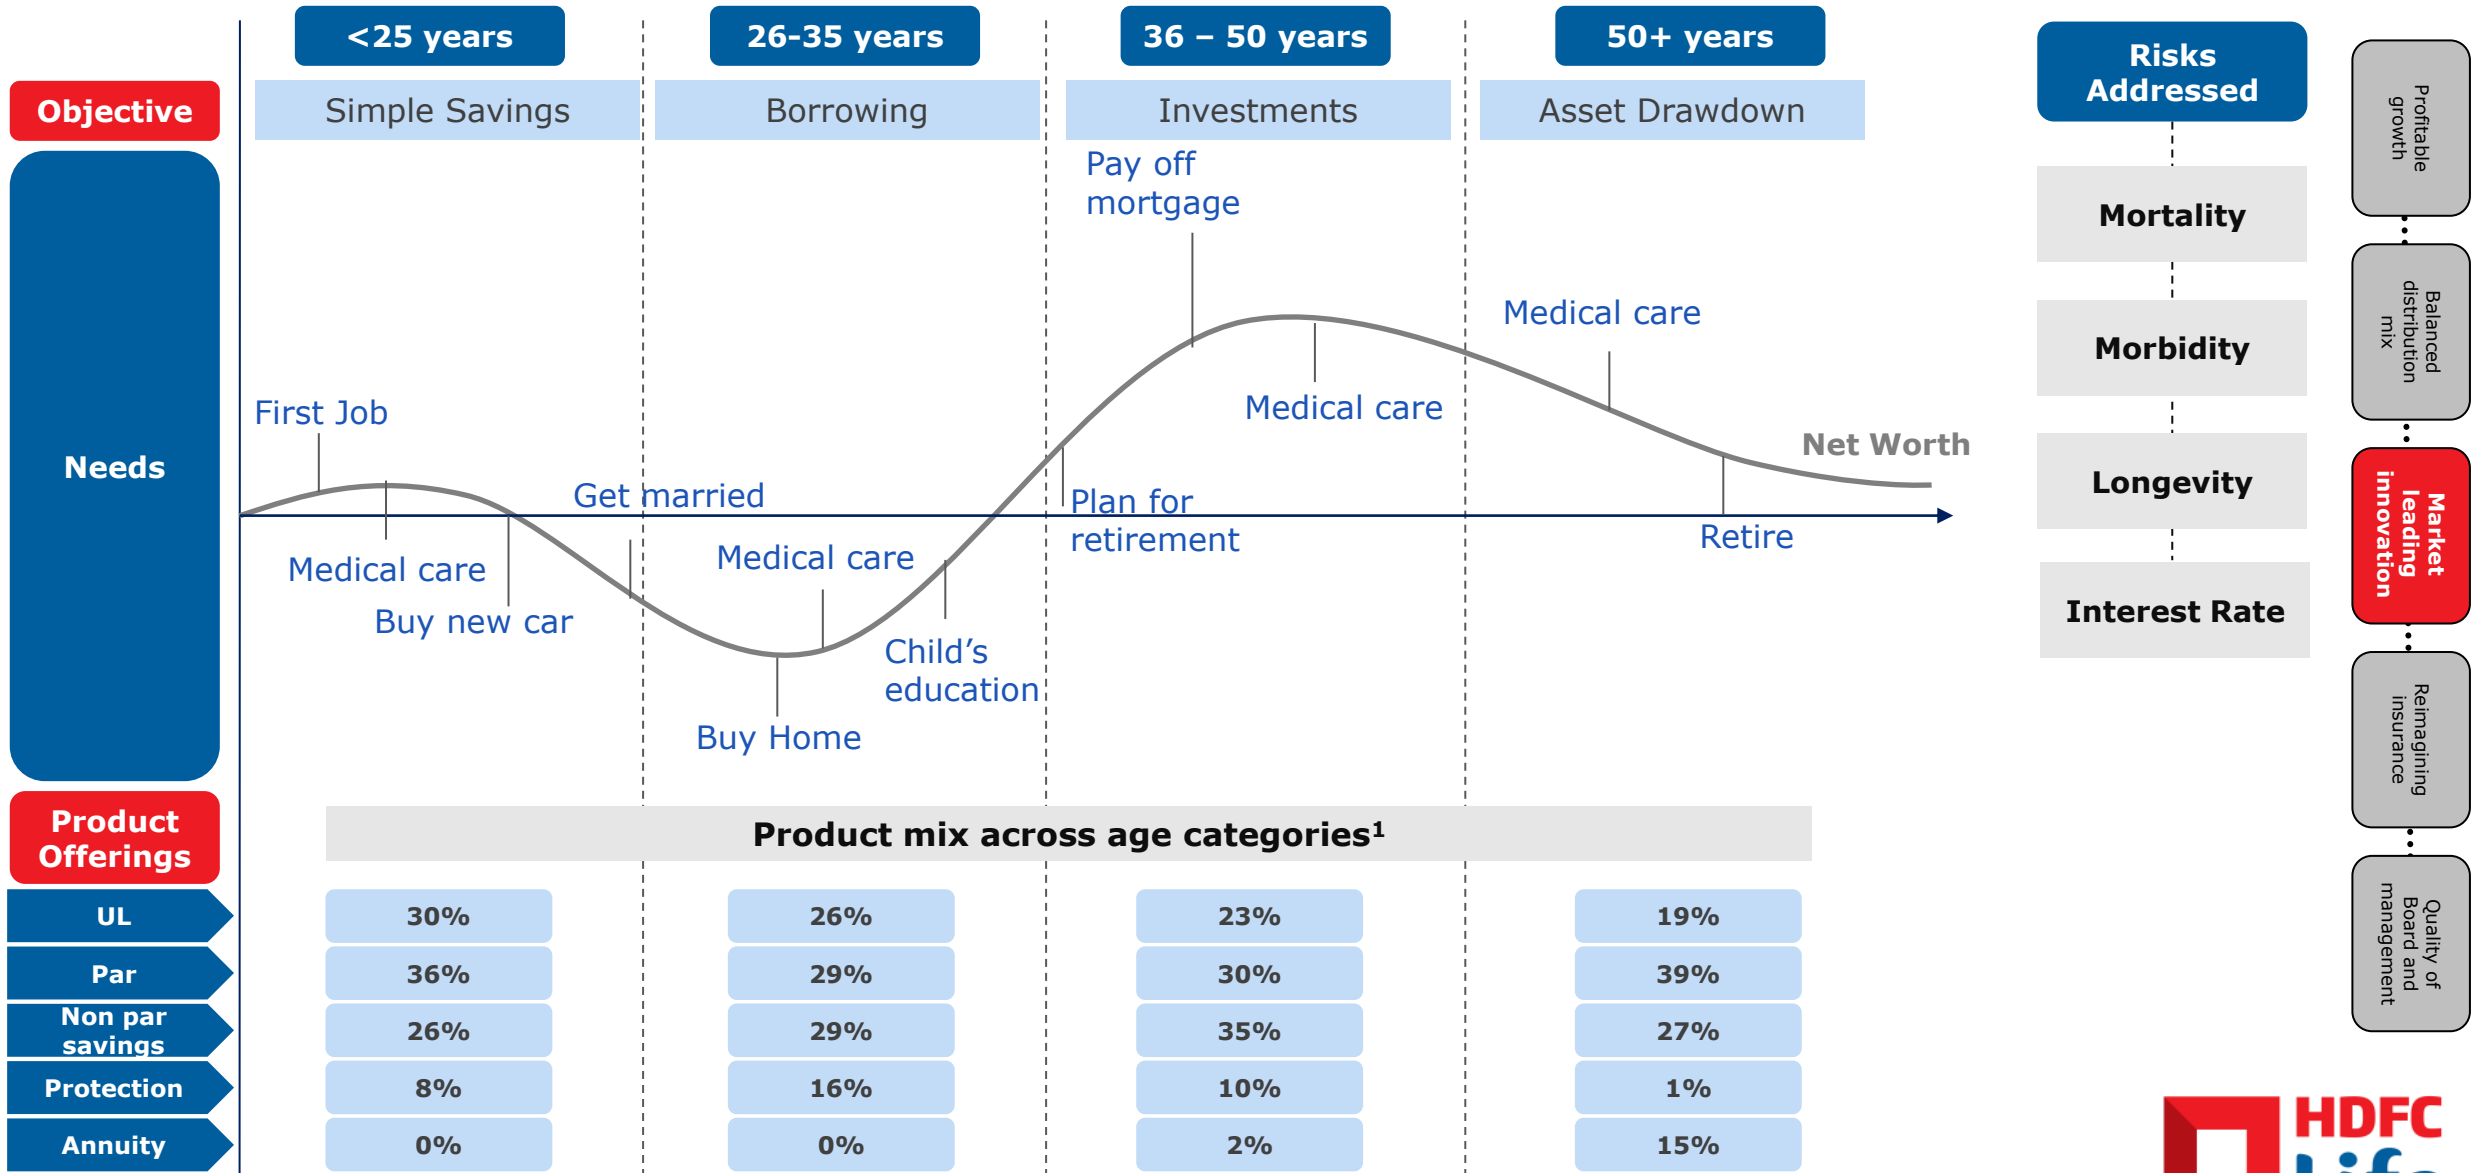 <25 years
26-35 years
36 – 50 years
50+ years
Objective
Simple Savings
Borrowing
Investments
Asset Drawdown
Needs
First Job
Medical care
Buy new car
Get married
Medical care
Buy Home
Child’s
education
Pay off
mortgage
Plan for
retirement
Medical care
Medical care
Retire
Net Worth
Product
Offerings
Product mix across age categories¹
UL
30%
26%
23%
19%
Par
36%
29%
30%
39%
Non par
savings
26%
29%
35%
27%
Protection
8%
16%
10%
1%
Annuity
0%
0%
2%
15%
Risks
Addressed
Mortality
Morbidity
Longevity
Interest Rate
Profitable
growth
Balanced
distribution
mix
Market
leading
innovation
Reimagining
insurance
Quality of
Board and
management
HDFC
Life